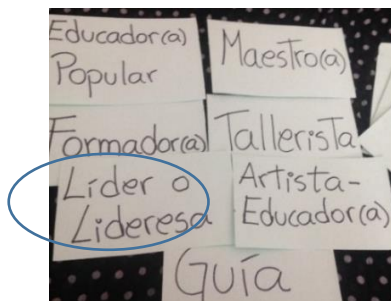 Educador(a)
Popular
Maestro(a)
Formador(a)
Tallerista
Líder o
Lideresa
Artista-
Educador(a)
Guía